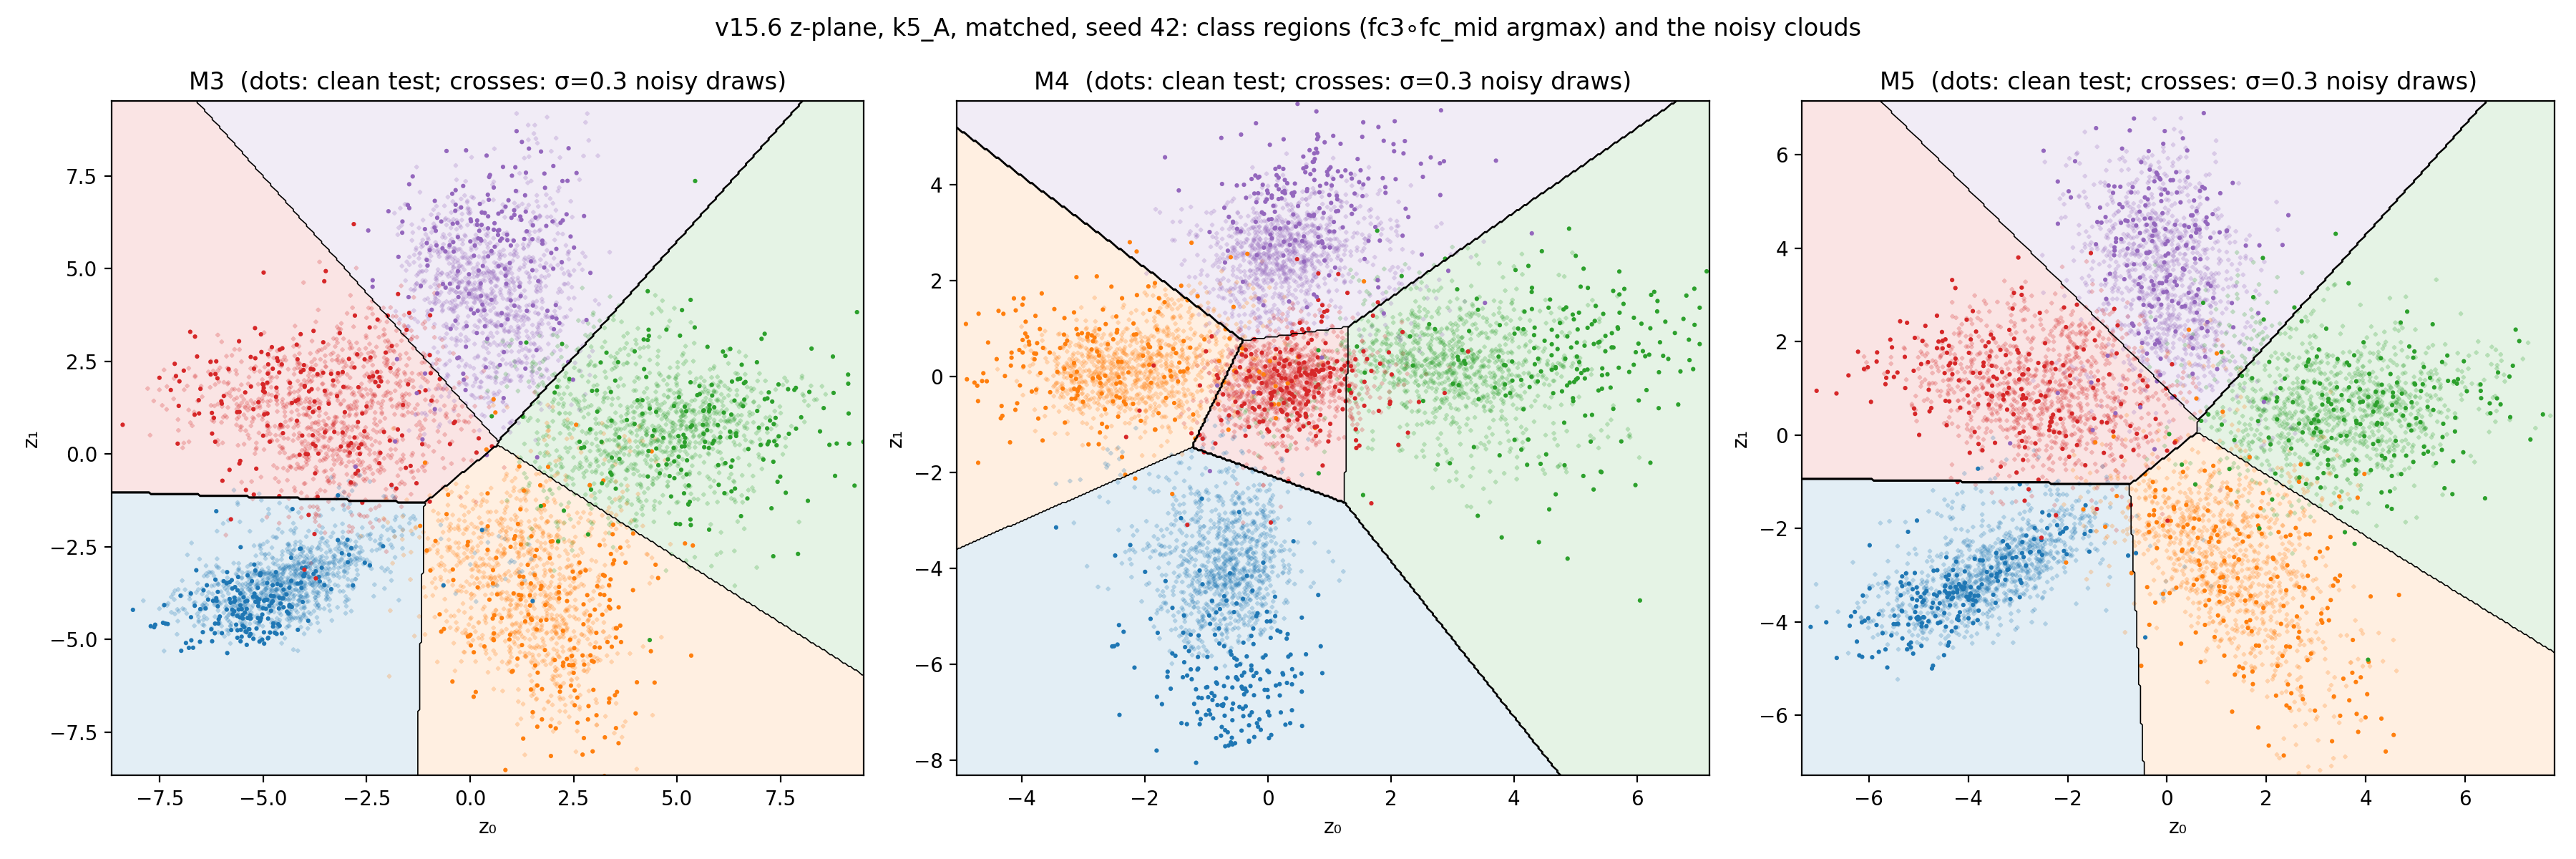 v15.6 z-plane, k5_A, matched, seed 42: class regions (fc3∘fc_mid argmax) and the noisy clouds
M3  (dots: clean test; crosses: σ=0.3 noisy draws)
7.5
5.0
2.5
0.0
−2.5
−5.0
−7.5
z₁
−7.5 −5.0 −2.5 0.0 2.5 5.0 7.5
z₀
M4  (dots: clean test; crosses: σ=0.3 noisy draws)
4
2
0
−2
−4
−6
−8
z₁
−4 −2 0 2 4 6
z₀
M5  (dots: clean test; crosses: σ=0.3 noisy draws)
6
4
2
0
−2
−4
−6
z₁
−6 −4 −2 0 2 4 6
z₀